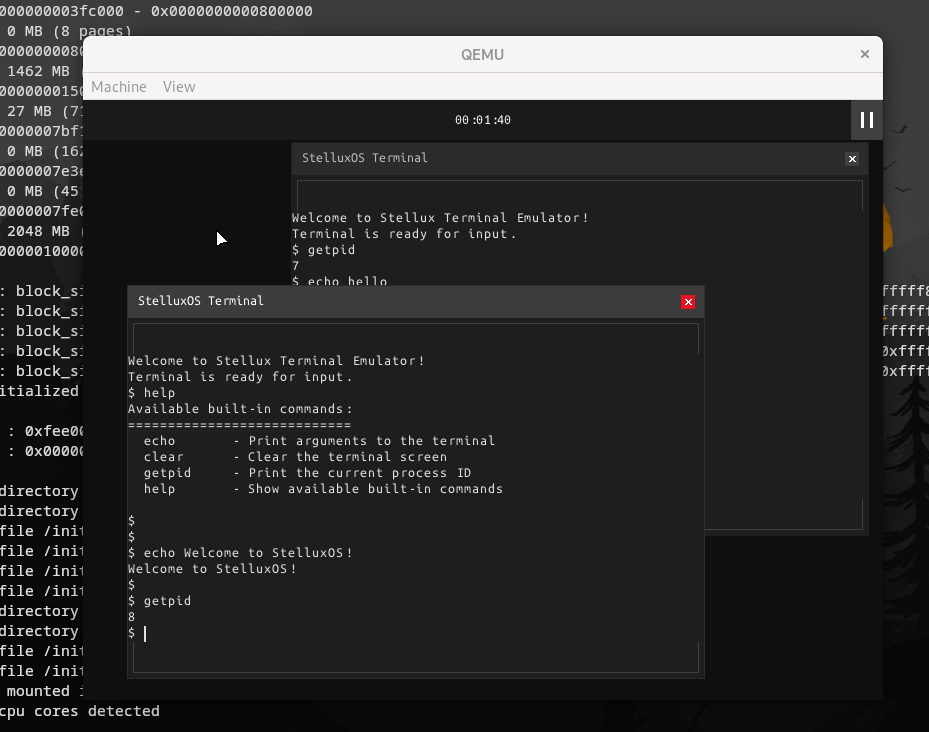 000000003fc000 - 0x0000000000800000
0 MB (8 pages)
0000000080
1462 MB
0000000150
27 MB (71
0000007bf1
0 MB (162
0000007e3e
0 MB (45
0000007fe0
2048 MB
0000010000
QEMU
Machine View
00:01:40
StelluxOS Terminal
Welcome to Stellux Terminal Emulator!
Terminal is ready for input.
$ getpid
7
$ echo hello
StelluxOS Terminal
Welcome to Stellux Terminal Emulator!
Terminal is ready for input.
$ help
Available built-in commands:
============================
echo - Print arguments to the terminal
clear - Clear the terminal screen
getpid - Print the current process ID
help - Show available built-in commands
$
$
$ echo Welcome to StelluxOS!
Welcome to StelluxOS!
$
$ getpid
8
$
: block_si
: block_si
: block_si
: block_si
: block_si
itialized
: 0xfee00
: 0x00000
directory
directory
file /init
file /init
file /init
file /init
directory
directory
file /init
file /init
mounted i
cpu cores detected
fffff8
ffffff
ffffff
0xffff
0xffff